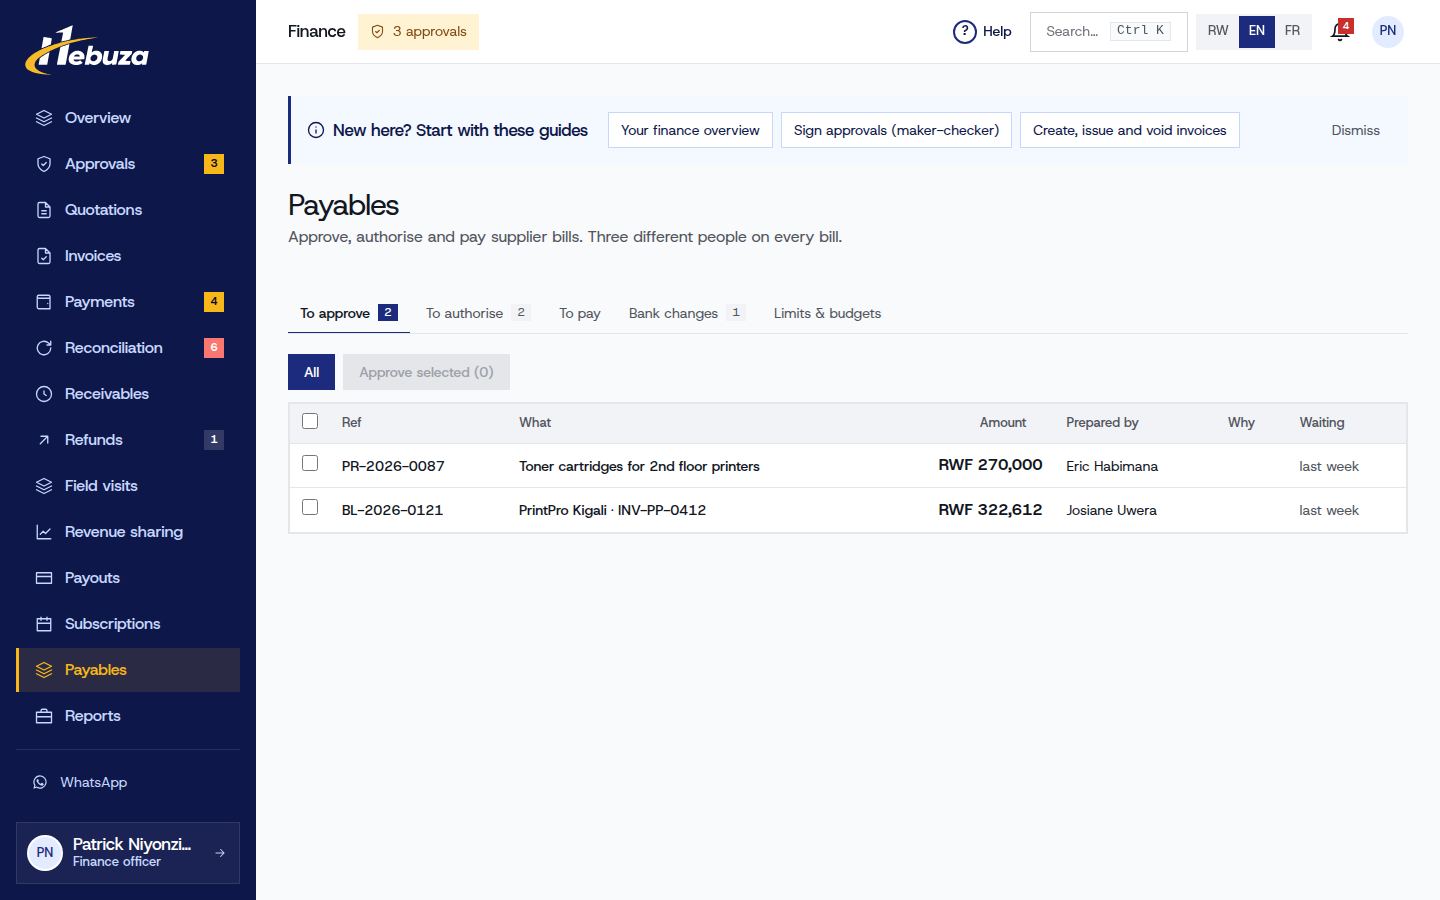 Hebuza
Overview
Approvals 3
Quotations
Invoices
Payments 4
Reconciliation 6
Receivables
Refunds 1
Field visits
Revenue sharing
Payouts
Subscriptions
Payables
Reports
WhatsApp
PN Patrick Niyonzi...
Finance officer
Finance 3 approvals ? Help Search... Ctrl K RW EN FR 4 PN
New here? Start with these guides Your finance overview Sign approvals (maker-checker) Create, issue and void invoices Dismiss
Payables
Approve, authorise and pay supplier bills. Three different people on every bill.
To approve 2 To authorise 2 To pay Bank changes 1 Limits & budgets
All Approve selected (0)
Ref What Amount Prepared by Why Waiting
PR-2026-0087 Toner cartridges for 2nd floor printers RWF 270,000 Eric Habimana last week
BL-2026-0121 PrintPro Kigali · INV-PP-0412 RWF 322,612 Josiane Uwera last week